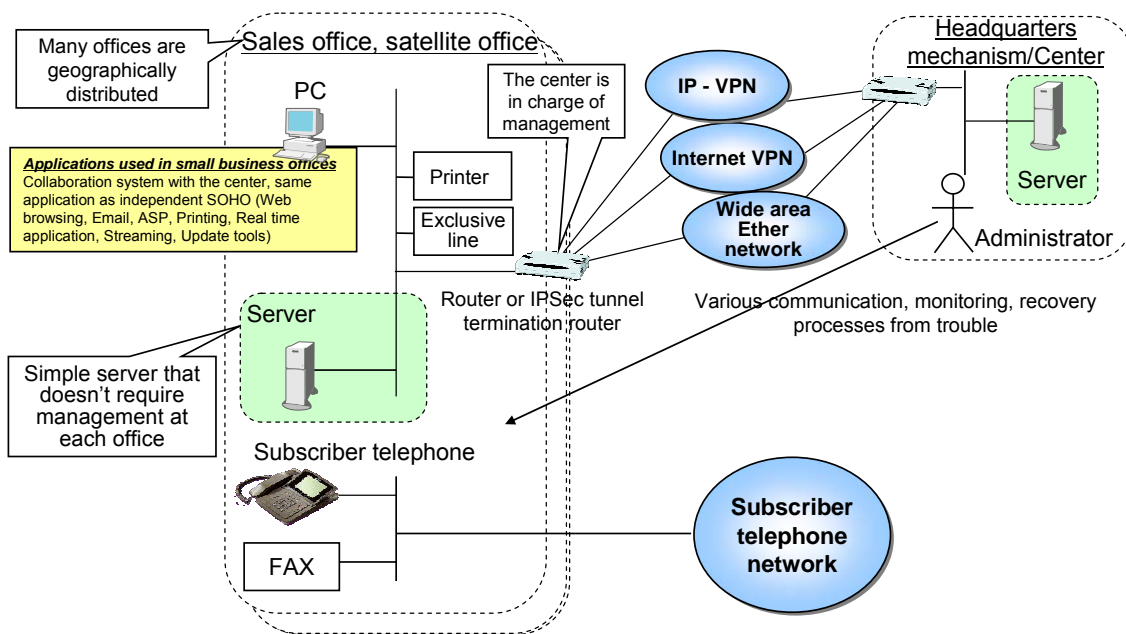 Many offices are
geographically
distributed
Sales office, satellite office
PC
The center is
in charge of
management
Applications used in small business offices
Collaboration system with the center, same
application as independent SOHO (Web
browsing, Email, ASP, Printing, Real time
application, Streaming, Update tools)
Printer
Exclusive
line
Router or IPSec tunnel
termination router
Server
Simple server that
doesn't require
management at
each office
Subscriber telephone
FAX
IP - VPN
Internet VPN
Wide area
Ether
network
Headquarters
mechanism/Center
Server
Administrator
Various communication, monitoring, recovery
processes from trouble
Subscriber
telephone
network